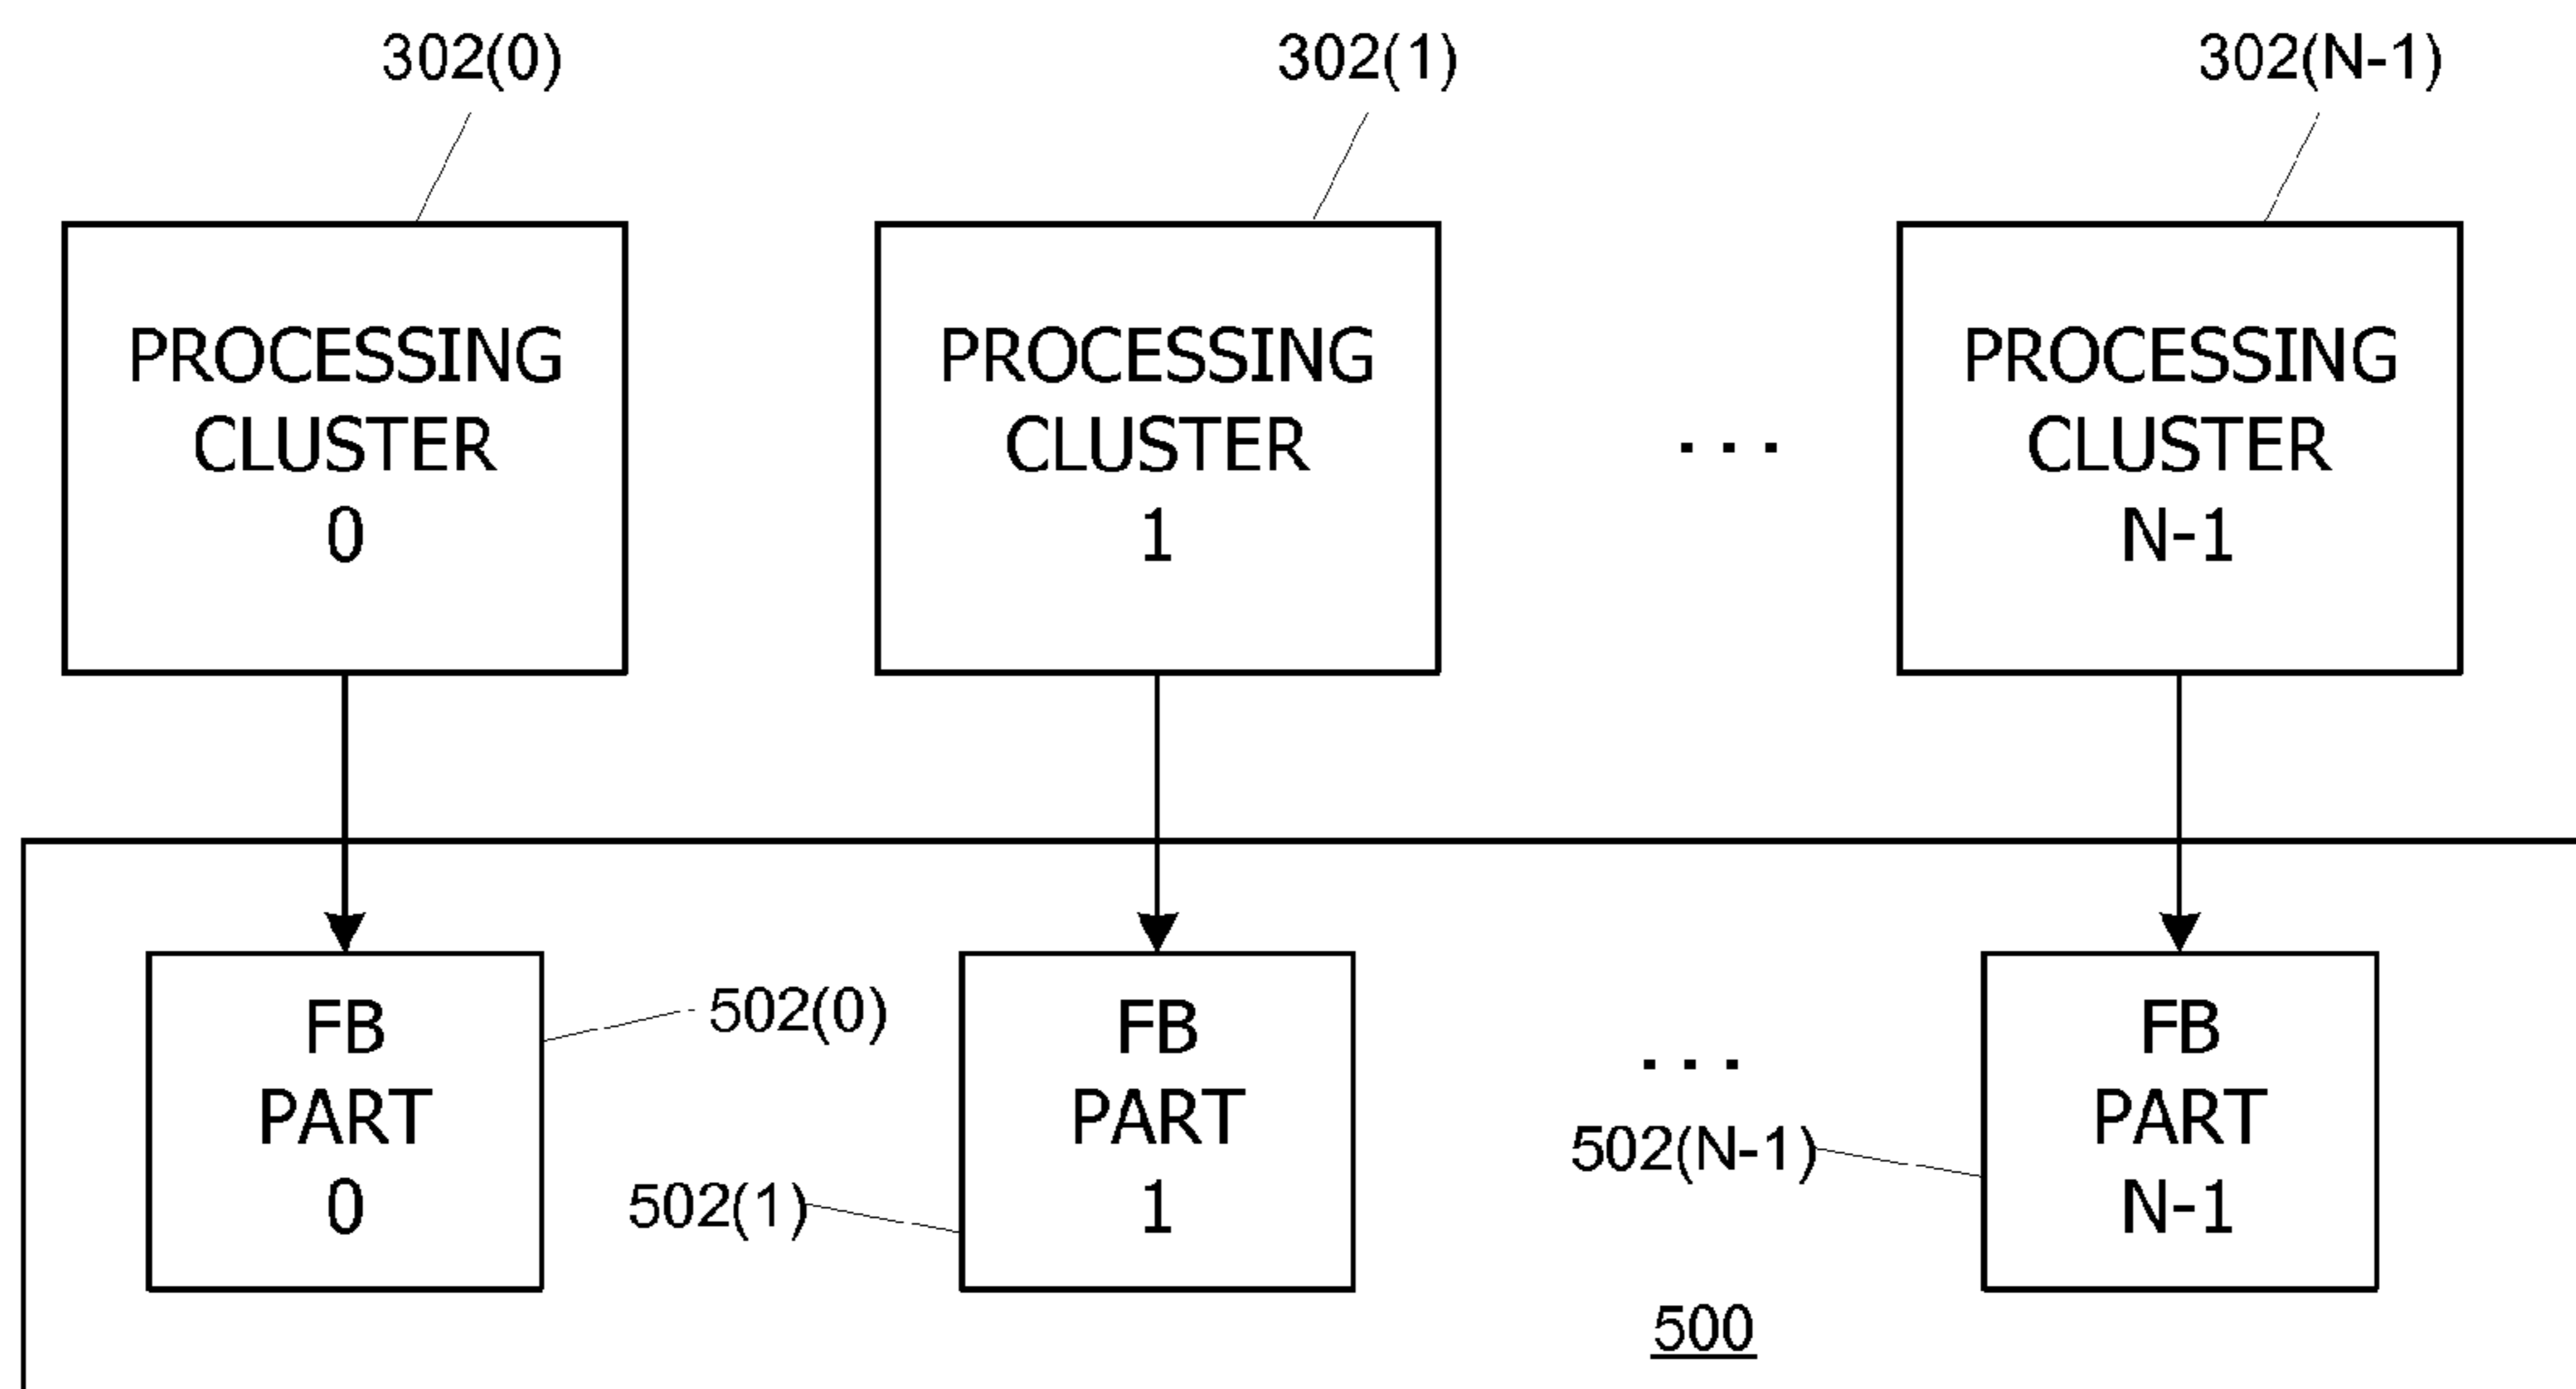 302(0)
302(1)
302(N-1)
PROCESSING
CLUSTER
0
PROCESSING
CLUSTER
1
...
PROCESSING
CLUSTER
N-1
FB
PART
0
502(0)
502(1)
FB
PART
1
...
502(N-1)
FB
PART
N-1
500